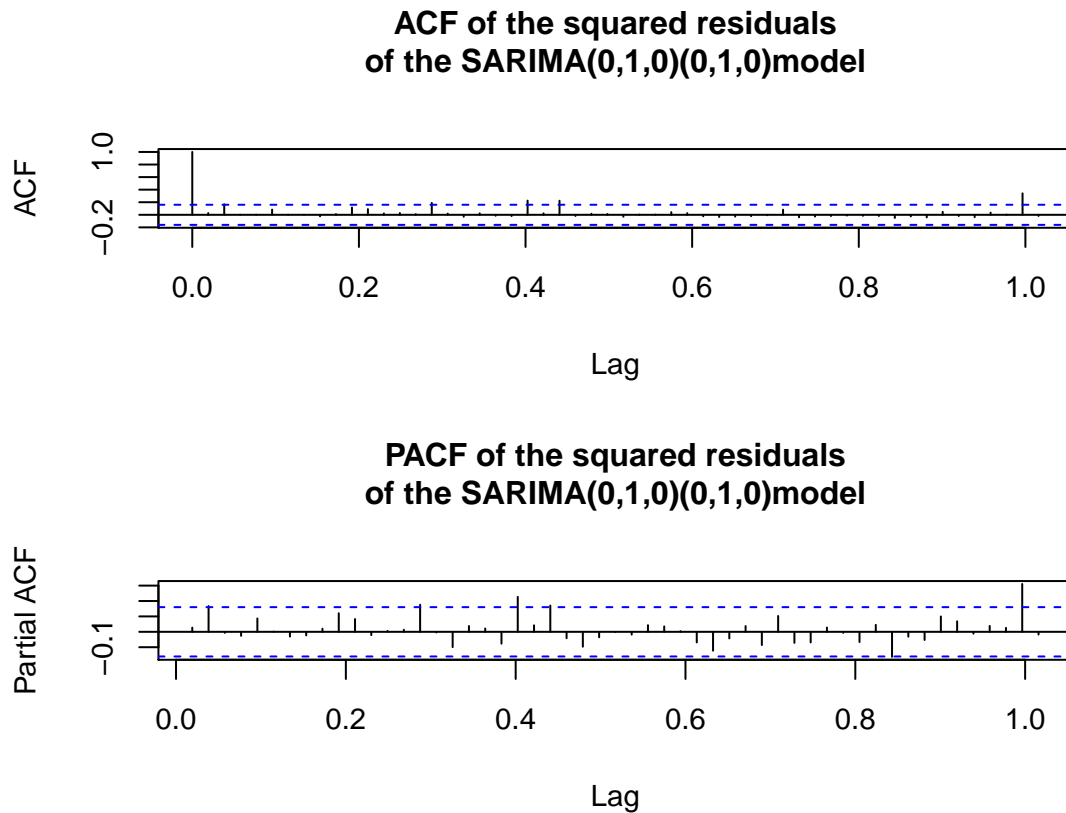 ACF of the squared residuals
of the SARIMA(0,1,0)(0,1,0)model
ACF
1.0
−0.2
0.0 0.2 0.4 0.6 0.8 1.0
Lag
PACF of the squared residuals
of the SARIMA(0,1,0)(0,1,0)model
Partial ACF
−0.1
0.0 0.2 0.4 0.6 0.8 1.0
Lag